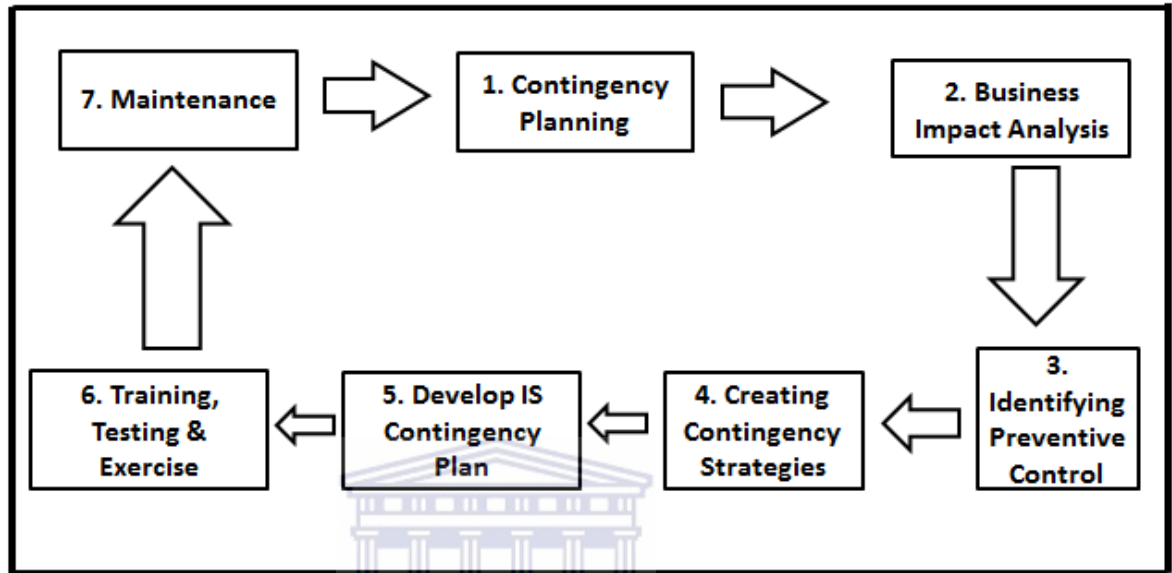 7. Maintenance
1. Contingency
Planning
2. Business
Impact Analysis
3.
Identifying
Preventive
Control
4. Creating
Contingency
Strategies
5. Develop IS
Contingency
Plan
6. Training,
Testing &
Exercise